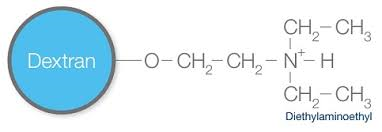 CH₂–CH₃
Dextran –O–CH₂–CH₂–N⁺–H
CH₂–CH₃
Diethylaminoethyl